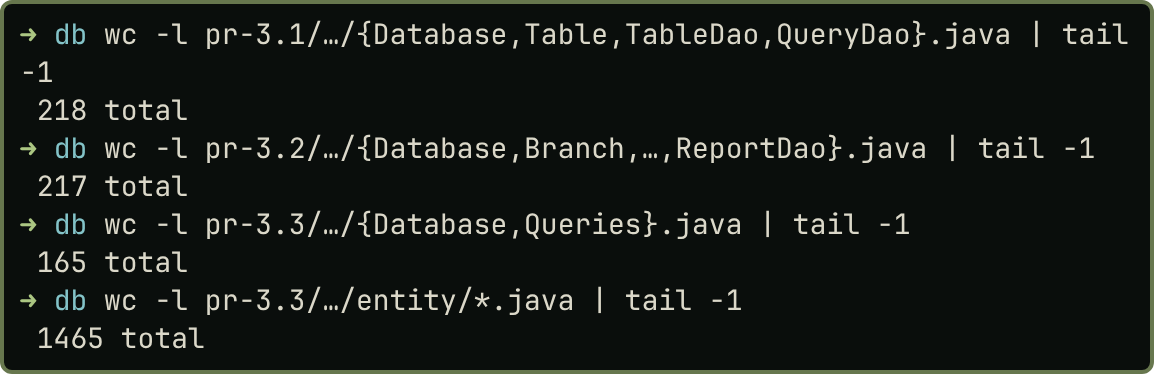 ➜ db wc -l pr-3.1/…/{Database,Table,TableDao,QueryDao}.java | tail
-1
218 total
➜ db wc -l pr-3.2/…/{Database,Branch,…,ReportDao}.java | tail -1
217 total
➜ db wc -l pr-3.3/…/{Database,Queries}.java | tail -1
165 total
➜ db wc -l pr-3.3/…/entity/*.java | tail -1
1465 total